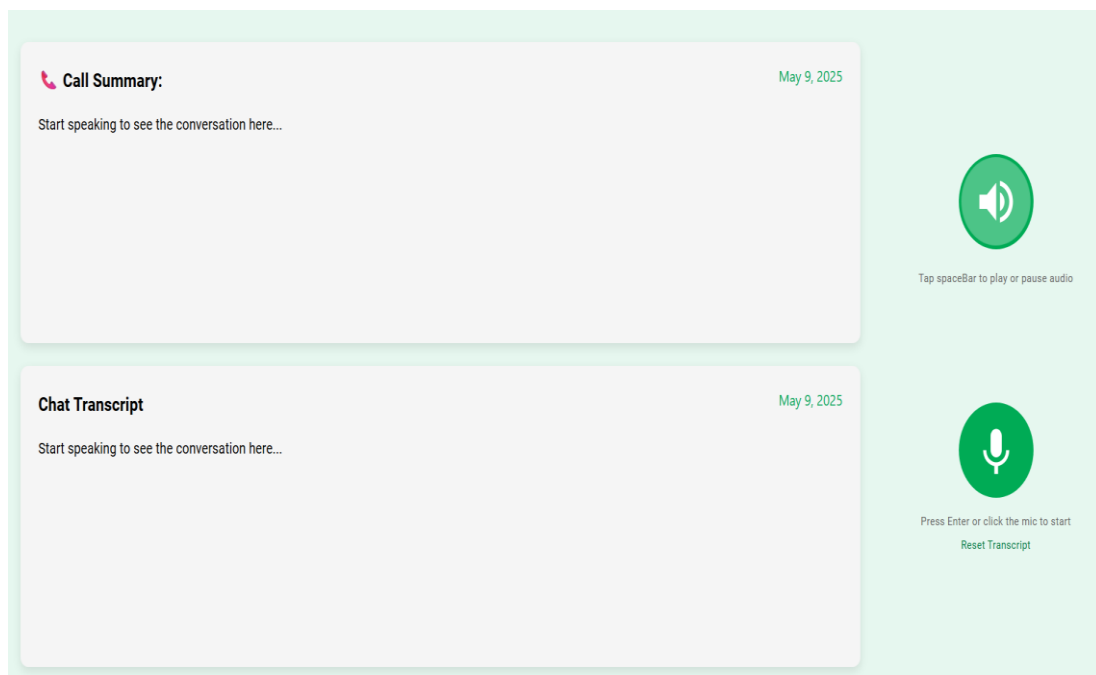 Call Summary:
May 9, 2025
Start speaking to see the conversation here...
Tap spaceBar to play or pause audio
Chat Transcript
May 9, 2025
Start speaking to see the conversation here...
Press Enter or click the mic to start
Reset Transcript